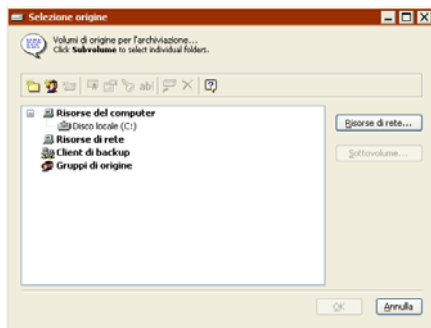 Selezione origine
Volumi di origine per l'archiviazione...
Click Subvolume to select individual folders.
abl
Risorse del computer
Disco locale (C:)
Risorse di rete
Client di backup
Gruppi di origine
Risorse di rete...
Sottovolume...
OK
Annulla